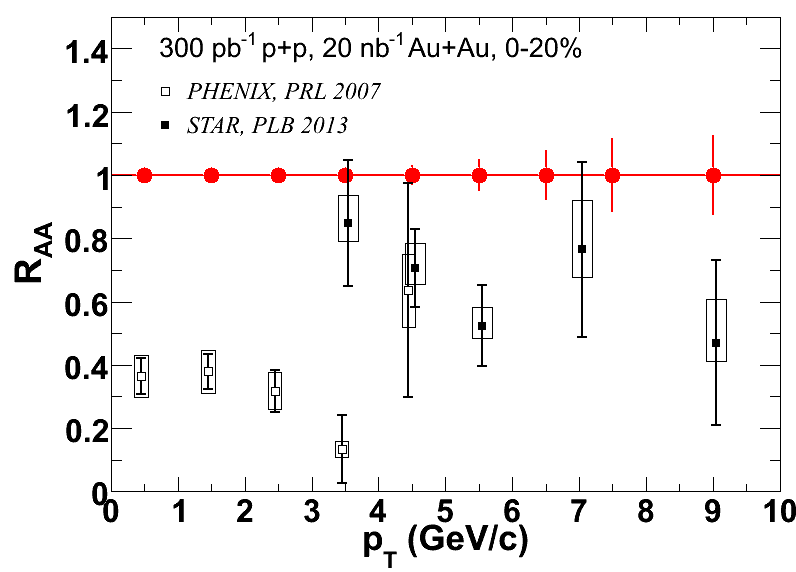 300 pb⁻¹ p+p, 20 nb⁻¹ Au+Au, 0-20%
PHENIX, PRL 2007
STAR, PLB 2013
1.4
1.2
1
0.8
0.6
0.4
0.2
0
R_AA
0 1 2 3 4 5 6 7 8 9 10
p_T (GeV/c)